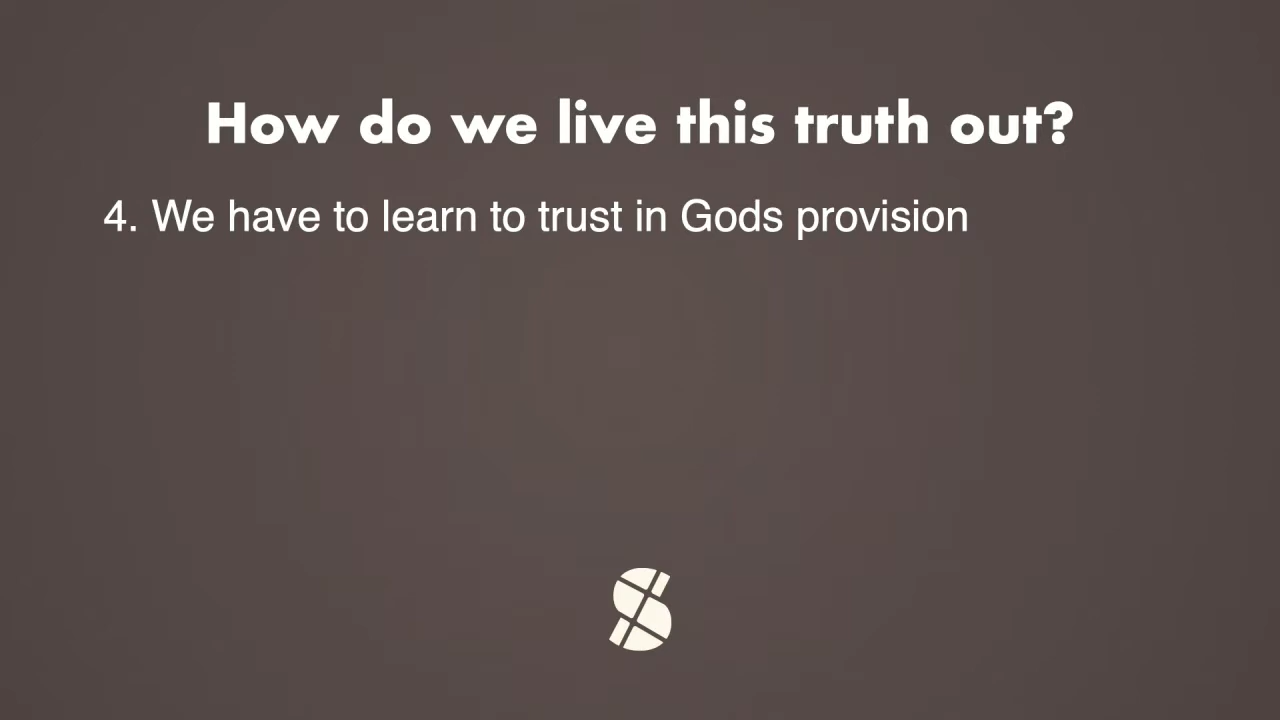 How do we live this truth out?
4. We have to learn to trust in Gods provision